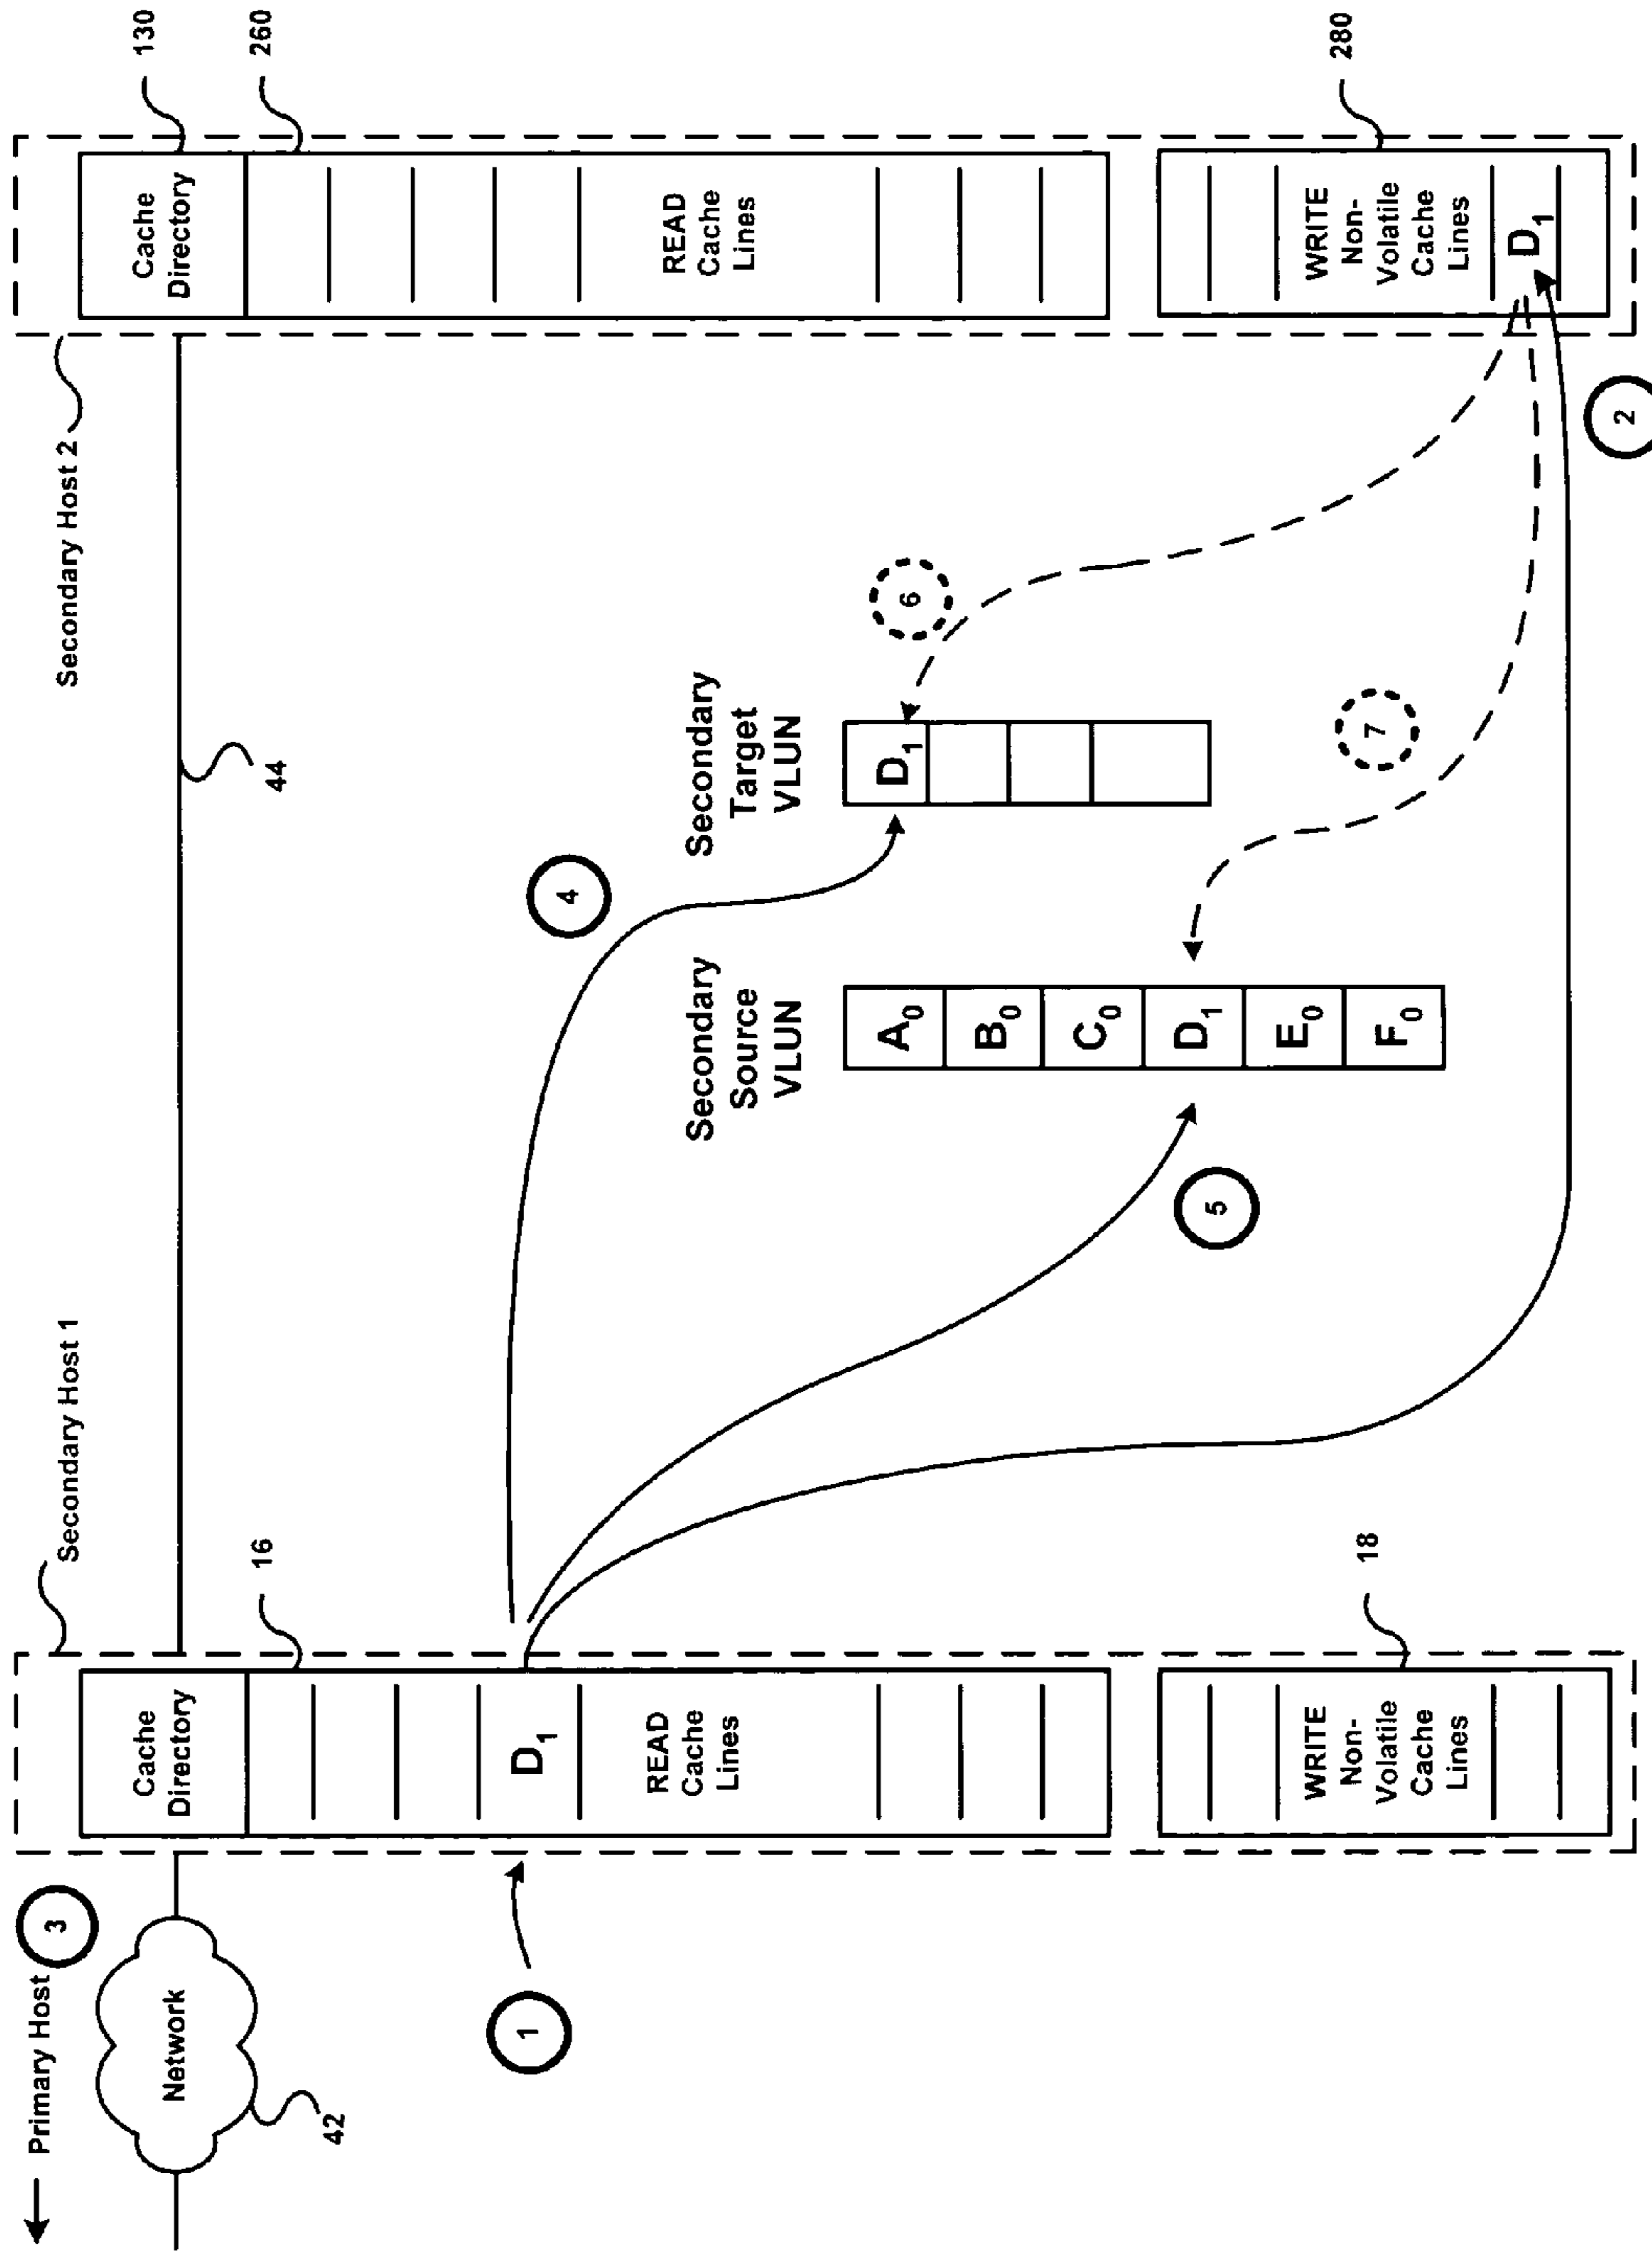 Primary Host
3
Network
42
1
Secondary Host 1
Cache
Directory
16
D1
READ
Cache
Lines
18
WRITE
Non-
Volatile
Cache
Lines
44
4
5
Secondary
Source
VLUN
A0
B0
C0
D1
E0
F0
Secondary
Target
VLUN
D1
6
7
2
Secondary Host 2
Cache
Directory
130
260
READ
Cache
Lines
280
WRITE
Non-
Volatile
Cache
Lines
D1